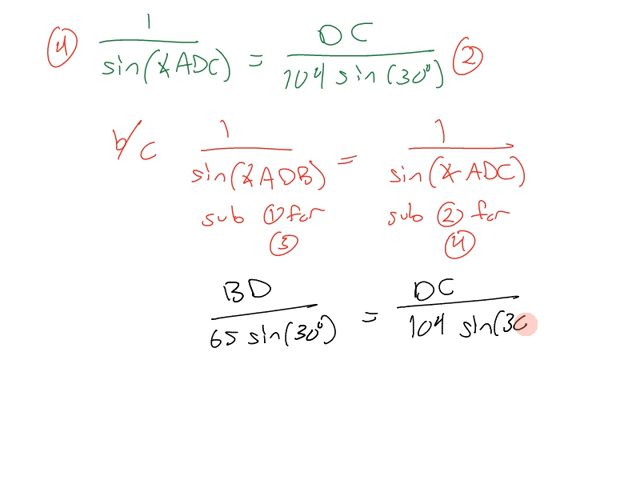 ④ 1/sin(∡ADC) = DC/104 sin(30°) ②
b/c 1/sin(∡ADB) = 1/sin(∡ADC)
sub ① for ③ sub ② for ④
BD/65 sin(30°) = DC/104 sin(30